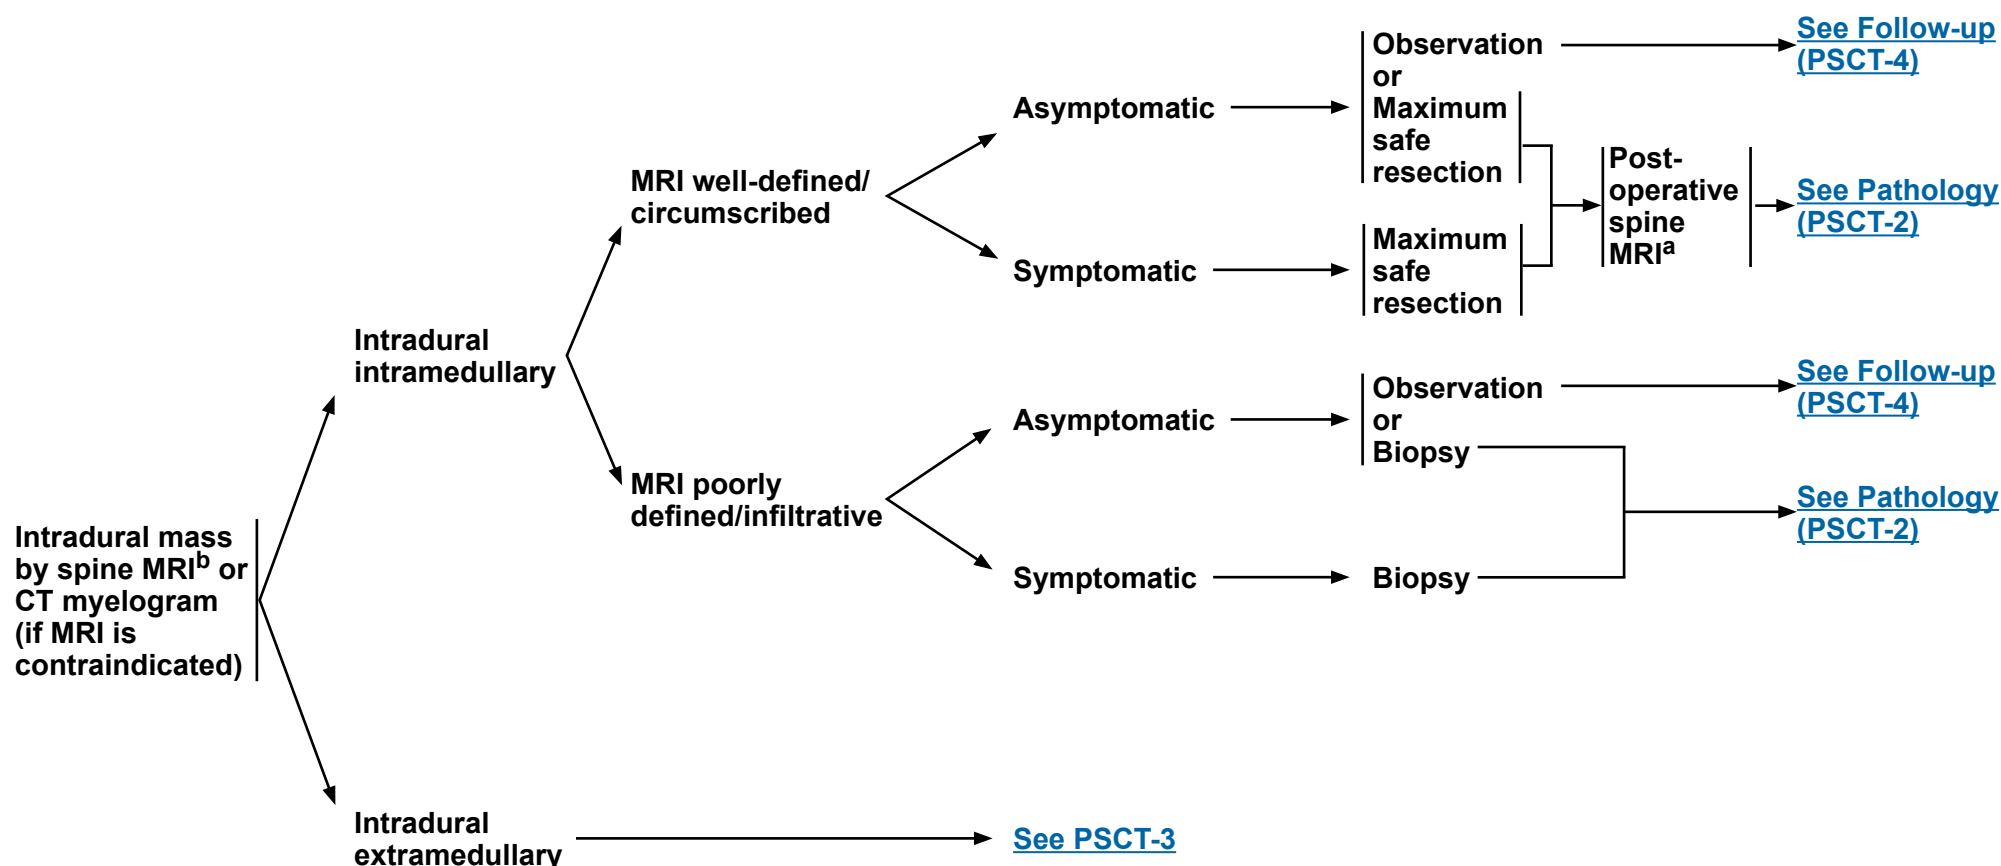 Intradural mass
by spine MRIb or
CT myelogram
(if MRI is
contraindicated)
Intradural
intramedullary
MRI well-defined/
circumscribed
Asymptomatic
Observation
or
Maximum
safe
resection
See Follow-up
(PSCT-4)
Symptomatic
Maximum
safe
resection
Post-
operative
spine
MRIa
See Pathology
(PSCT-2)
MRI poorly
defined/infiltrative
Asymptomatic
Observation
or
Biopsy
See Follow-up
(PSCT-4)
Symptomatic
Biopsy
See Pathology
(PSCT-2)
Intradural
extramedullary
See PSCT-3